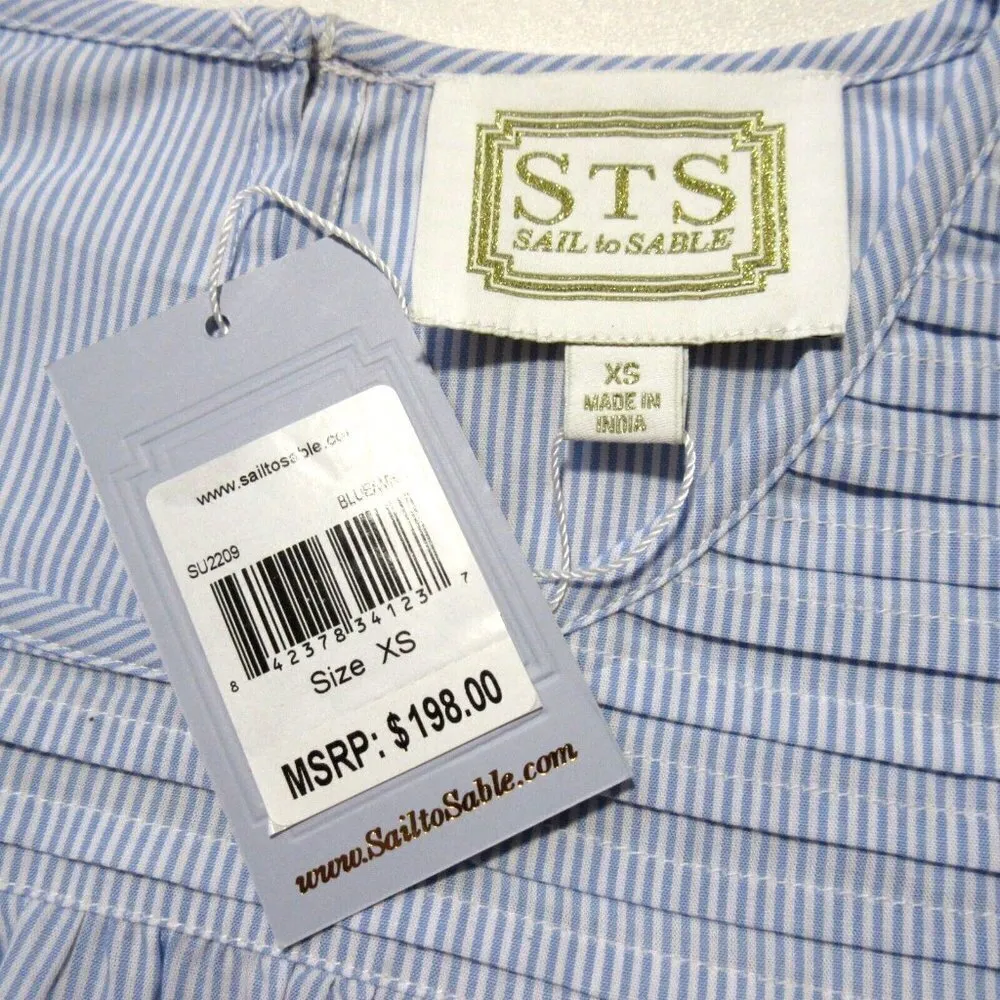 STS
SAIL to SABLE
XS
MADE IN
INDIA
www.sailtosable.co
SU2209
8 42378 34123 7
Size XS
MSRP: $198.00
www.SailtoSable.com